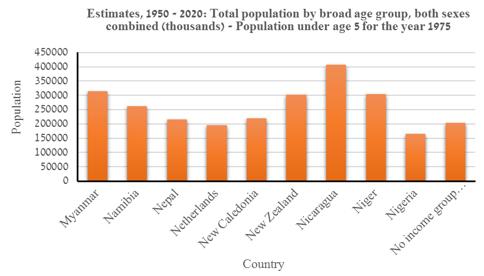 Estimates, 1950 - 2020: Total population by broad age group, both sexes
combined (thousands) - Population under age 5 for the year 1975
Population
450000
400000
350000
300000
250000
200000
150000
100000
50000
0
Myanmar
Namibia
Nepal
Netherlands
New Caledonia
New Zealand
Nicaragua
Niger
Nigeria
No income group...
Country